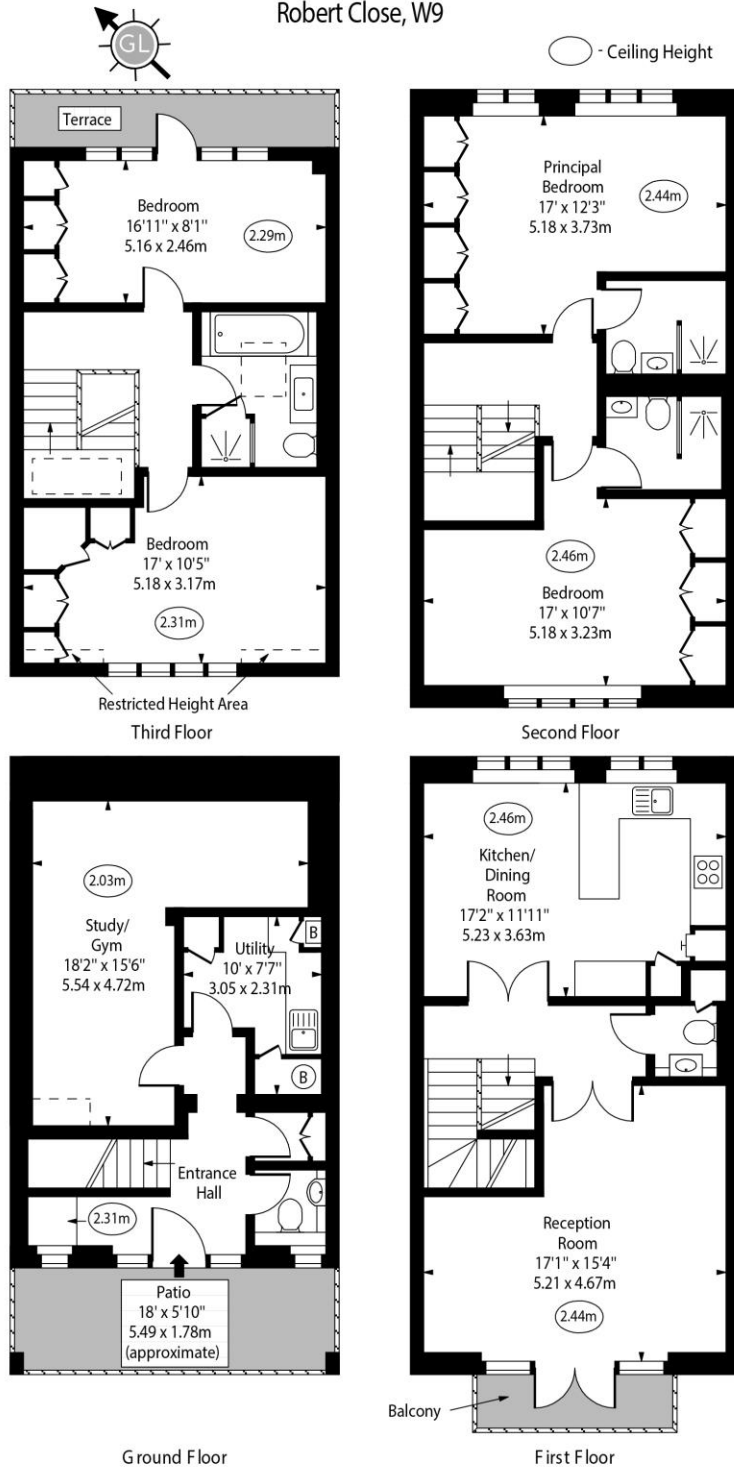 Robert Close, W9
GL
- Ceiling Height
Terrace
Bedroom
16'11" x 8'1"
5.16 x 2.46m
2.29m
Bedroom
17' x 10'5"
5.18 x 3.17m
2.31m
Restricted Height Area
Third Floor
Principal
Bedroom
17' x 12'3"
5.18 x 3.73m
2.44m
2.46m
Bedroom
17' x 10'7"
5.18 x 3.23m
Second Floor
2.03m
Study/
Gym
18'2" x 15'6"
5.54 x 4.72m
B
Utility
10' x 7'7"
3.05 x 2.31m
B
Entrance
Hall
2.31m
Patio
18' x 5'10"
5.49 x 1.78m
(approximate)
Ground Floor
2.46m
Kitchen/
Dining
Room
17'2" x 11'11"
5.23 x 3.63m
Reception
Room
17'1" x 15'4"
5.21 x 4.67m
2.44m
Balcony
First Floor